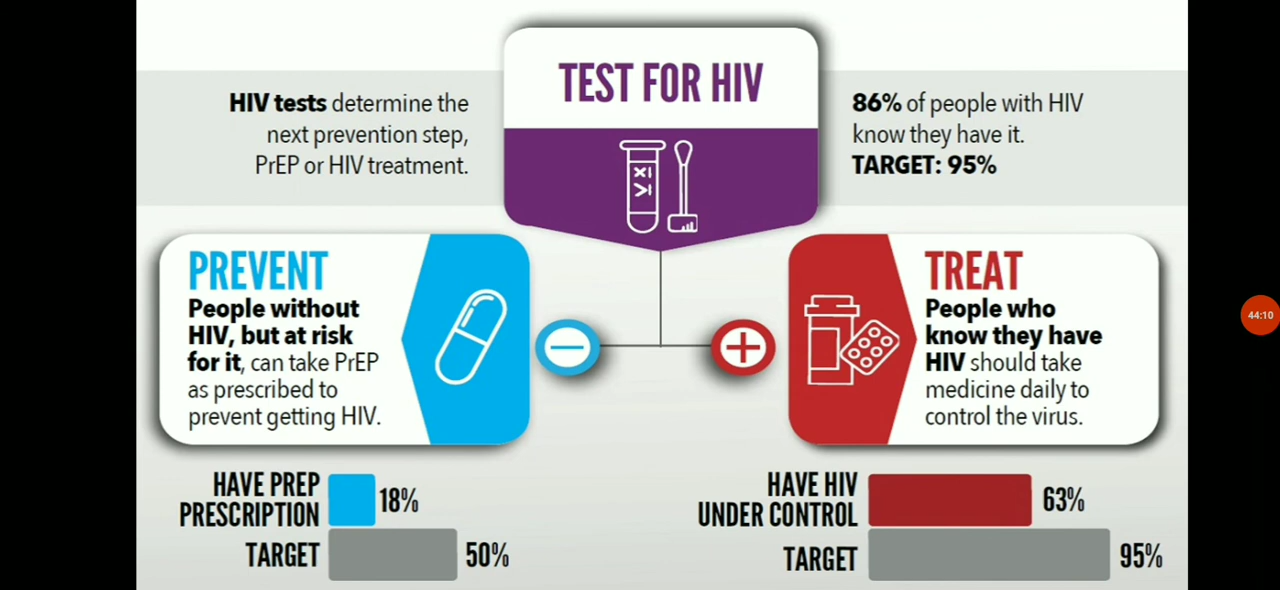 TEST FOR HIV
HIV tests determine the
next prevention step,
PrEP or HIV treatment.
86% of people with HIV
know they have it.
TARGET: 95%
PREVENT
People without
HIV, but at risk
for it, can take PrEP
as prescribed to
prevent getting HIV.
TREAT
People who
know they have
HIV should take
medicine daily to
control the virus.
HAVE PREP
PRESCRIPTION
18%
TARGET
50%
HAVE HIV
UNDER CONTROL
63%
TARGET
95%
44:10